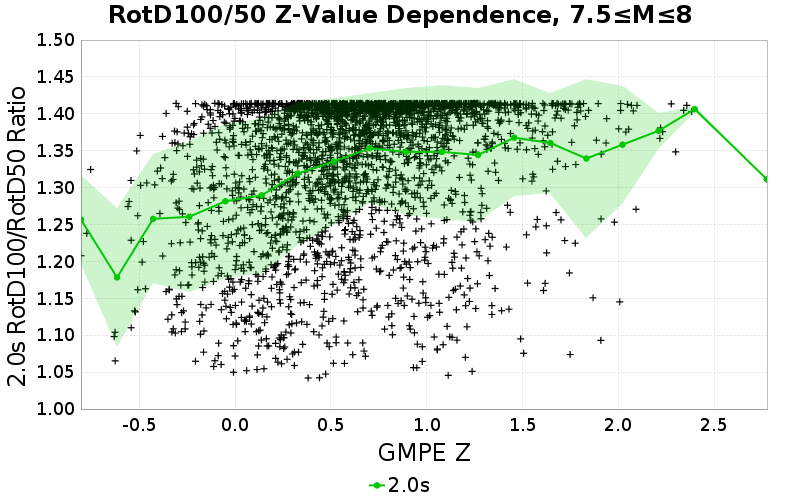 RotD100/50 Z-Value Dependence, 7.5≤M≤8
2.0s RotD100/RotD50 Ratio
1.50
1.45
1.40
1.35
1.30
1.25
1.20
1.15
1.10
1.05
1.00
-0.5 0.0 0.5 1.0 1.5 2.0 2.5
GMPE Z
2.0s